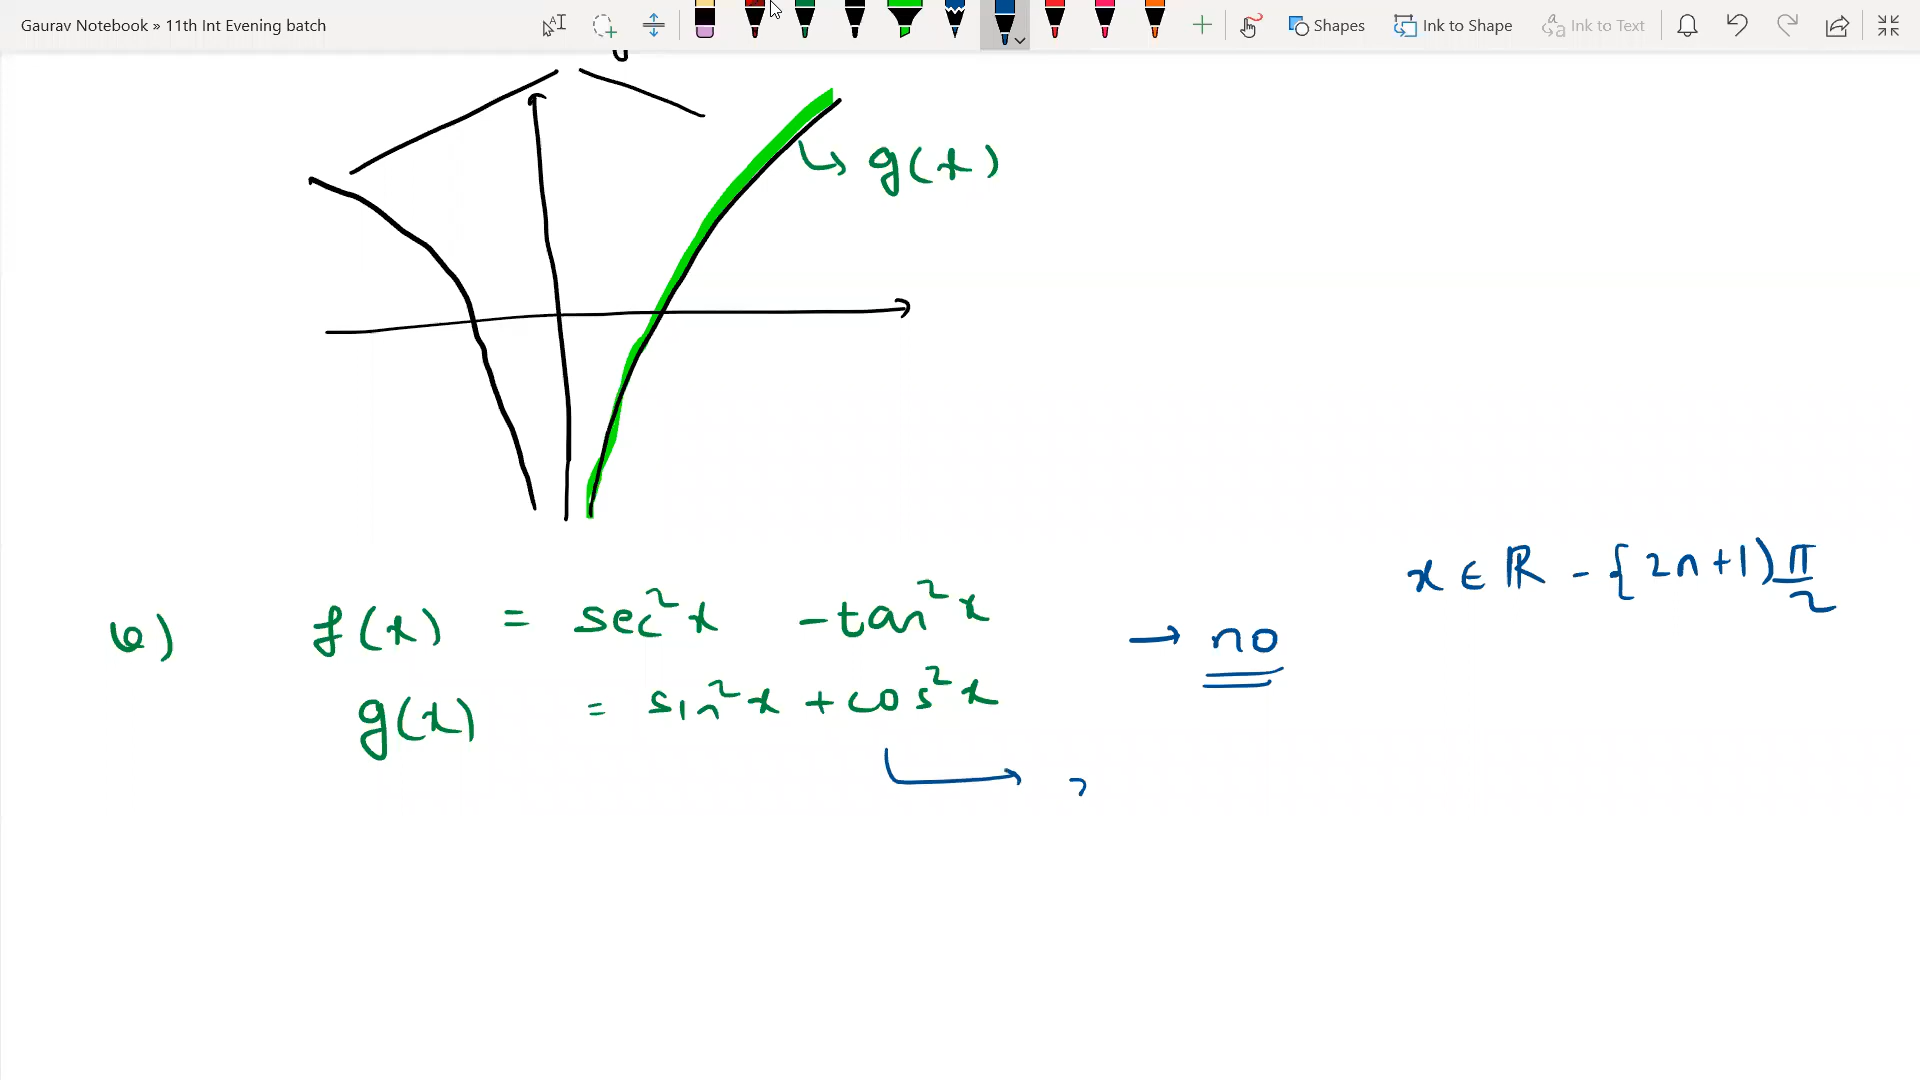 Gaurav Notebook » 11th Int Evening batch
Shapes
Ink to Shape
Ink to Text
g(x)
x ∈ ℝ - {2n+1)π/2
6) f(x) = sec²x - tan²x → no
g(x) = sin²x + cos²x